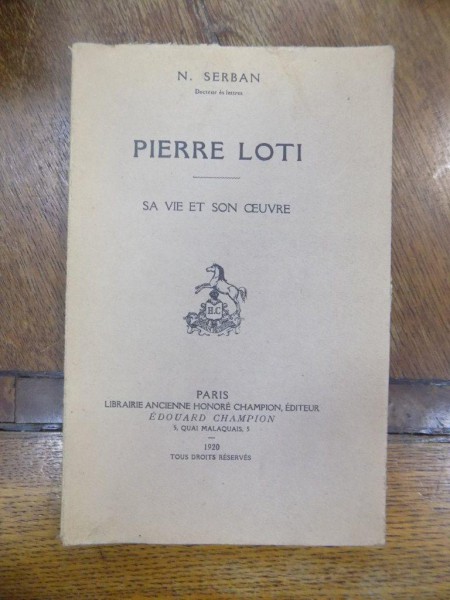 N. SERBAN
Docteur ès lettres
PIERRE LOTI
SA VIE ET SON ŒUVRE
H.C
PARIS
LIBRAIRIE ANCIENNE HONORÉ CHAMPION, ÉDITEUR
ÉDOUARD CHAMPION
5, QUAI MALAQUAIS, 5
1920
TOUS DROITS RÉSERVÉS